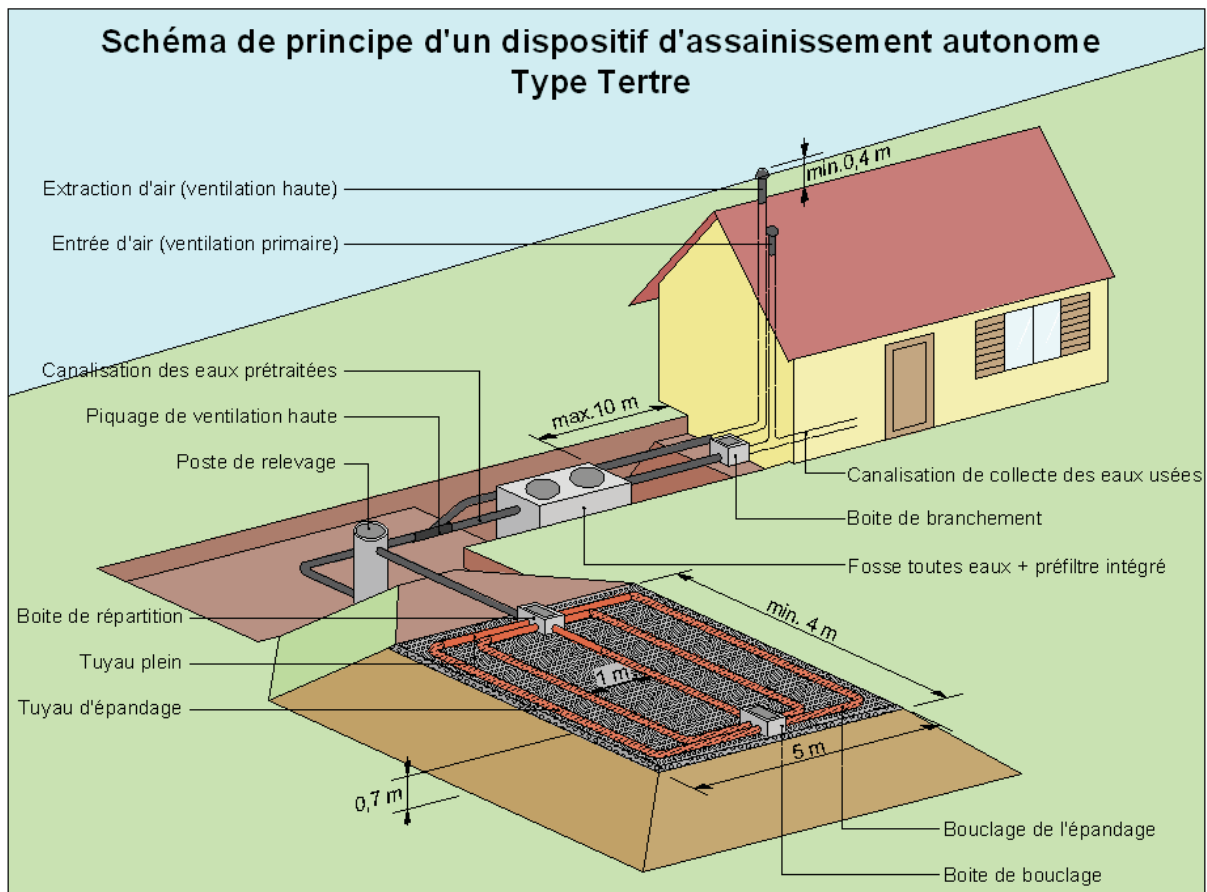 Schéma de principe d'un dispositif d'assainissement autonome
Type Tertre
min.0,4 m
Extraction d'air (ventilation haute)
Entrée d'air (ventilation primaire)
Canalisation des eaux prétraitées
max.10 m
Piquage de ventilation haute
Poste de relevage
Canalisation de collecte des eaux usées
Boite de branchement
Fosse toutes eaux + préfiltre intégré
Boite de répartition
min. 4 m
Tuyau plein
1 m
Tuyau d'épandage
5 m
0,7 m
Bouclage de l'épandage
Boite de bouclage